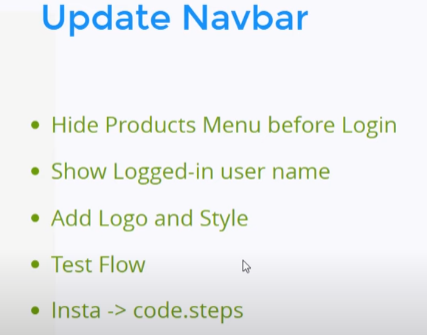 Update Navbar
• Hide Products Menu before Login
• Show Logged-in user name
• Add Logo and Style
• Test Flow
• Insta -> code.steps